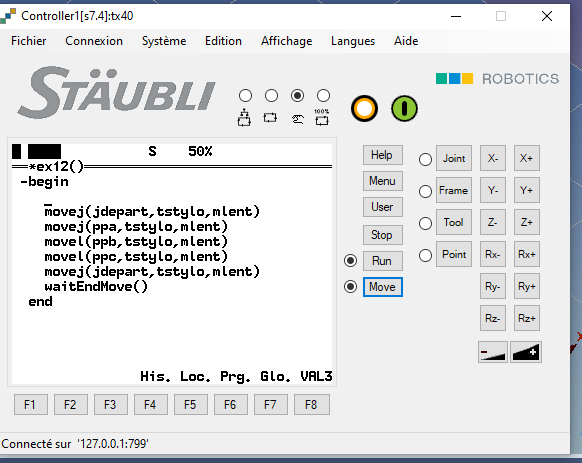 Controller1[s7.4]:tx40
Fichier Connexion Système Edition Affichage Langues Aide
STÄUBLI
ROBOTICS
100%
S 50%
*ex12()
-begin
movej(jdepart,tstylo,mlent)
movej(ppa,tstylo,mlent)
movel(ppb,tstylo,mlent)
movel(ppc,tstylo,mlent)
movej(jdepart,tstylo,mlent)
waitEndMove()
end
His. Loc. Prg. Glo. VAL3
F1 F2 F3 F4 F5 F6 F7 F8
Help
Menu
User
Stop
Run
Move
Joint X- X+
Frame Y- Y+
Tool Z- Z+
Point Rx- Rx+
Ry- Ry+
Rz- Rz+
- +
Connecté sur '127.0.0.1:799'